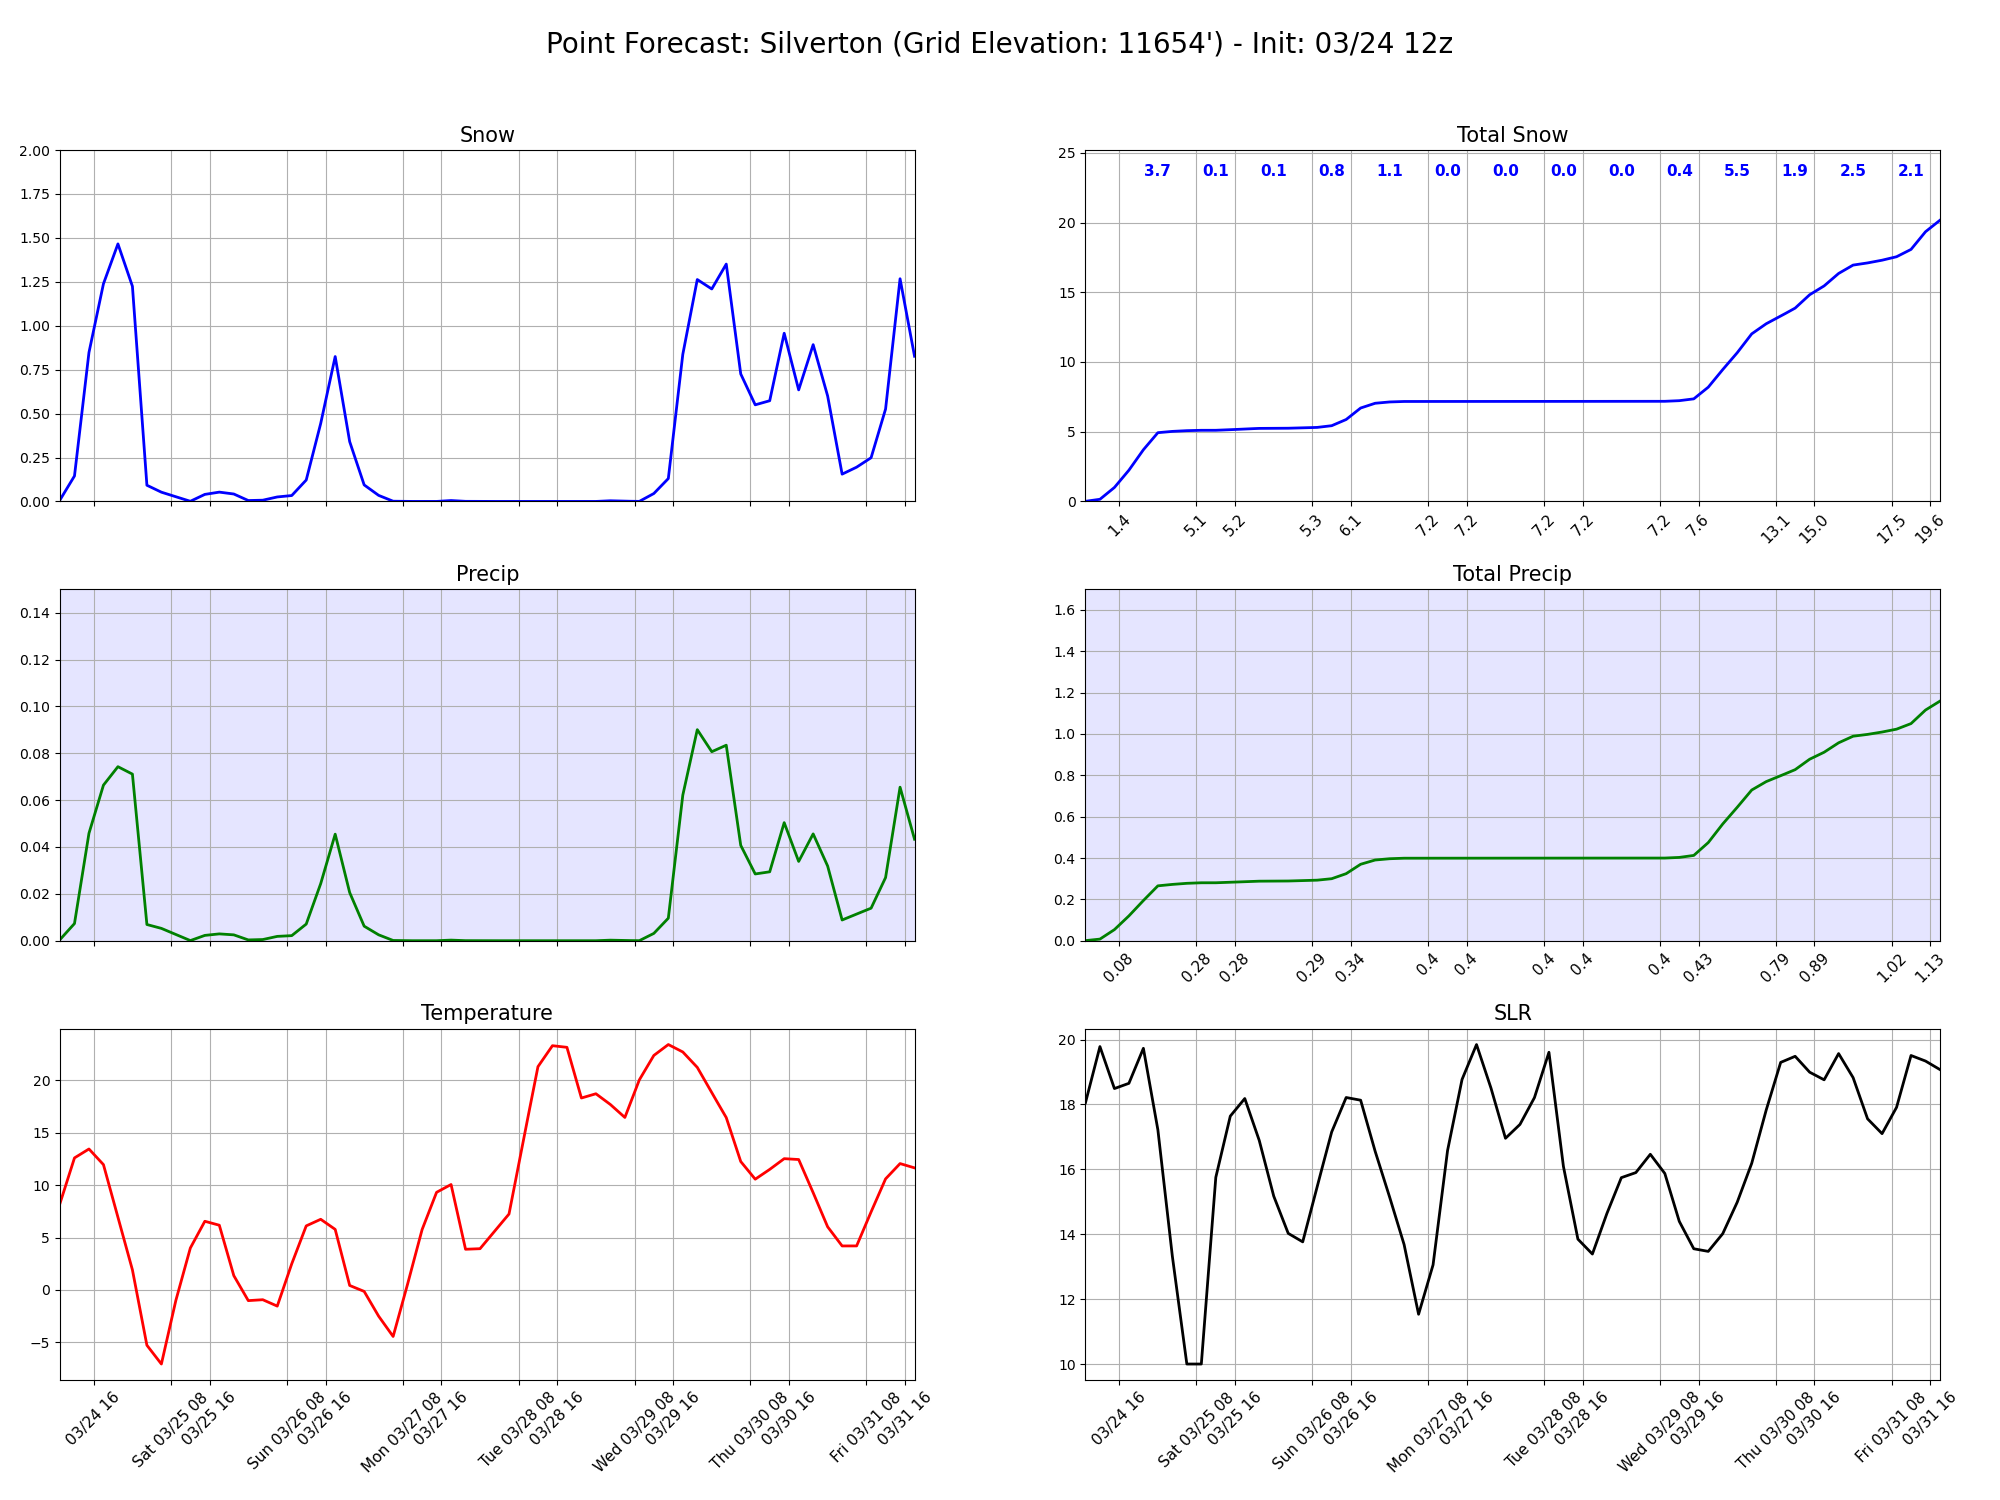 Point Forecast: Silverton (Grid Elevation: 11654') - Init: 03/24 12z
Snow
2.00
1.75
1.50
1.25
1.00
0.75
0.50
0.25
0.00
Total Snow
3.7 0.1 0.1 0.8 1.1 0.0 0.0 0.0 0.0 0.4 5.5 1.9 2.5 2.1
25
20
15
10
5
0
1.4 5.1 5.2 5.3 6.1 7.2 7.2 7.2 7.2 7.2 7.6 13.1 15.0 17.5 19.6
Precip
0.14
0.12
0.10
0.08
0.06
0.04
0.02
0.00
Total Precip
1.6
1.4
1.2
1.0
0.8
0.6
0.4
0.2
0.0
0.08 0.28 0.28 0.29 0.34 0.4 0.4 0.4 0.4 0.4 0.43 0.79 0.89 1.02 1.13
Temperature
20
15
10
5
0
−5
03/24 16
Sat 03/25 08
03/25 16
Sun 03/26 08
03/26 16
Mon 03/27 08
03/27 16
Tue 03/28 08
03/28 16
Wed 03/29 08
03/29 16
Thu 03/30 08
03/30 16
Fri 03/31 08
03/31 16
SLR
20
18
16
14
12
10
03/24 16
Sat 03/25 08
03/25 16
Sun 03/26 08
03/26 16
Mon 03/27 08
03/27 16
Tue 03/28 08
03/28 16
Wed 03/29 08
03/29 16
Thu 03/30 08
03/30 16
Fri 03/31 08
03/31 16